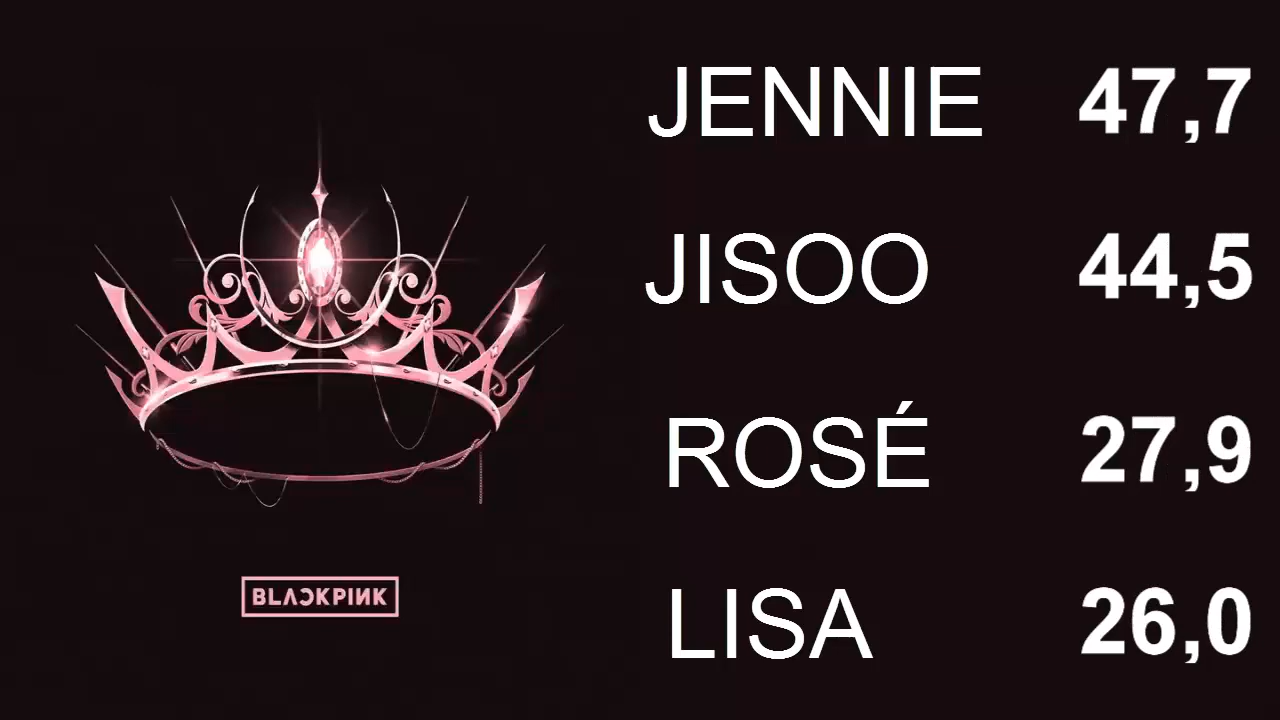 JENNIE 47,7
JISOO 44,5
ROSÉ 27,9
LISA 26,0
BLACKPINK